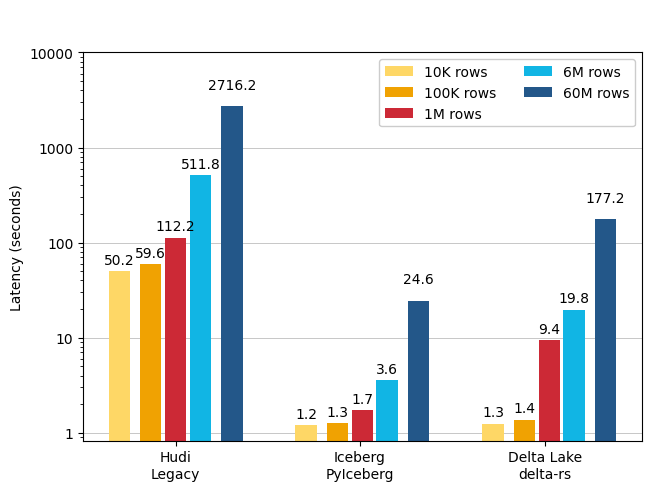 10000
1000
100
10
1
Latency (seconds)
10K rows
100K rows
1M rows
6M rows
60M rows
50.2
59.6
112.2
511.8
2716.2
1.2
1.3
1.7
3.6
24.6
1.3
1.4
9.4
19.8
177.2
Hudi
Legacy
Iceberg
PyIceberg
Delta Lake
delta-rs